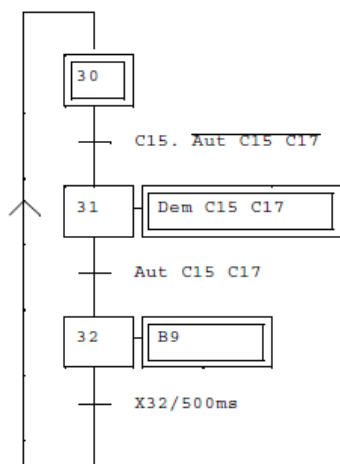 30
C15. Aut C15 C17
31
Dem C15 C17
Aut C15 C17
32
B9
X32/500ms